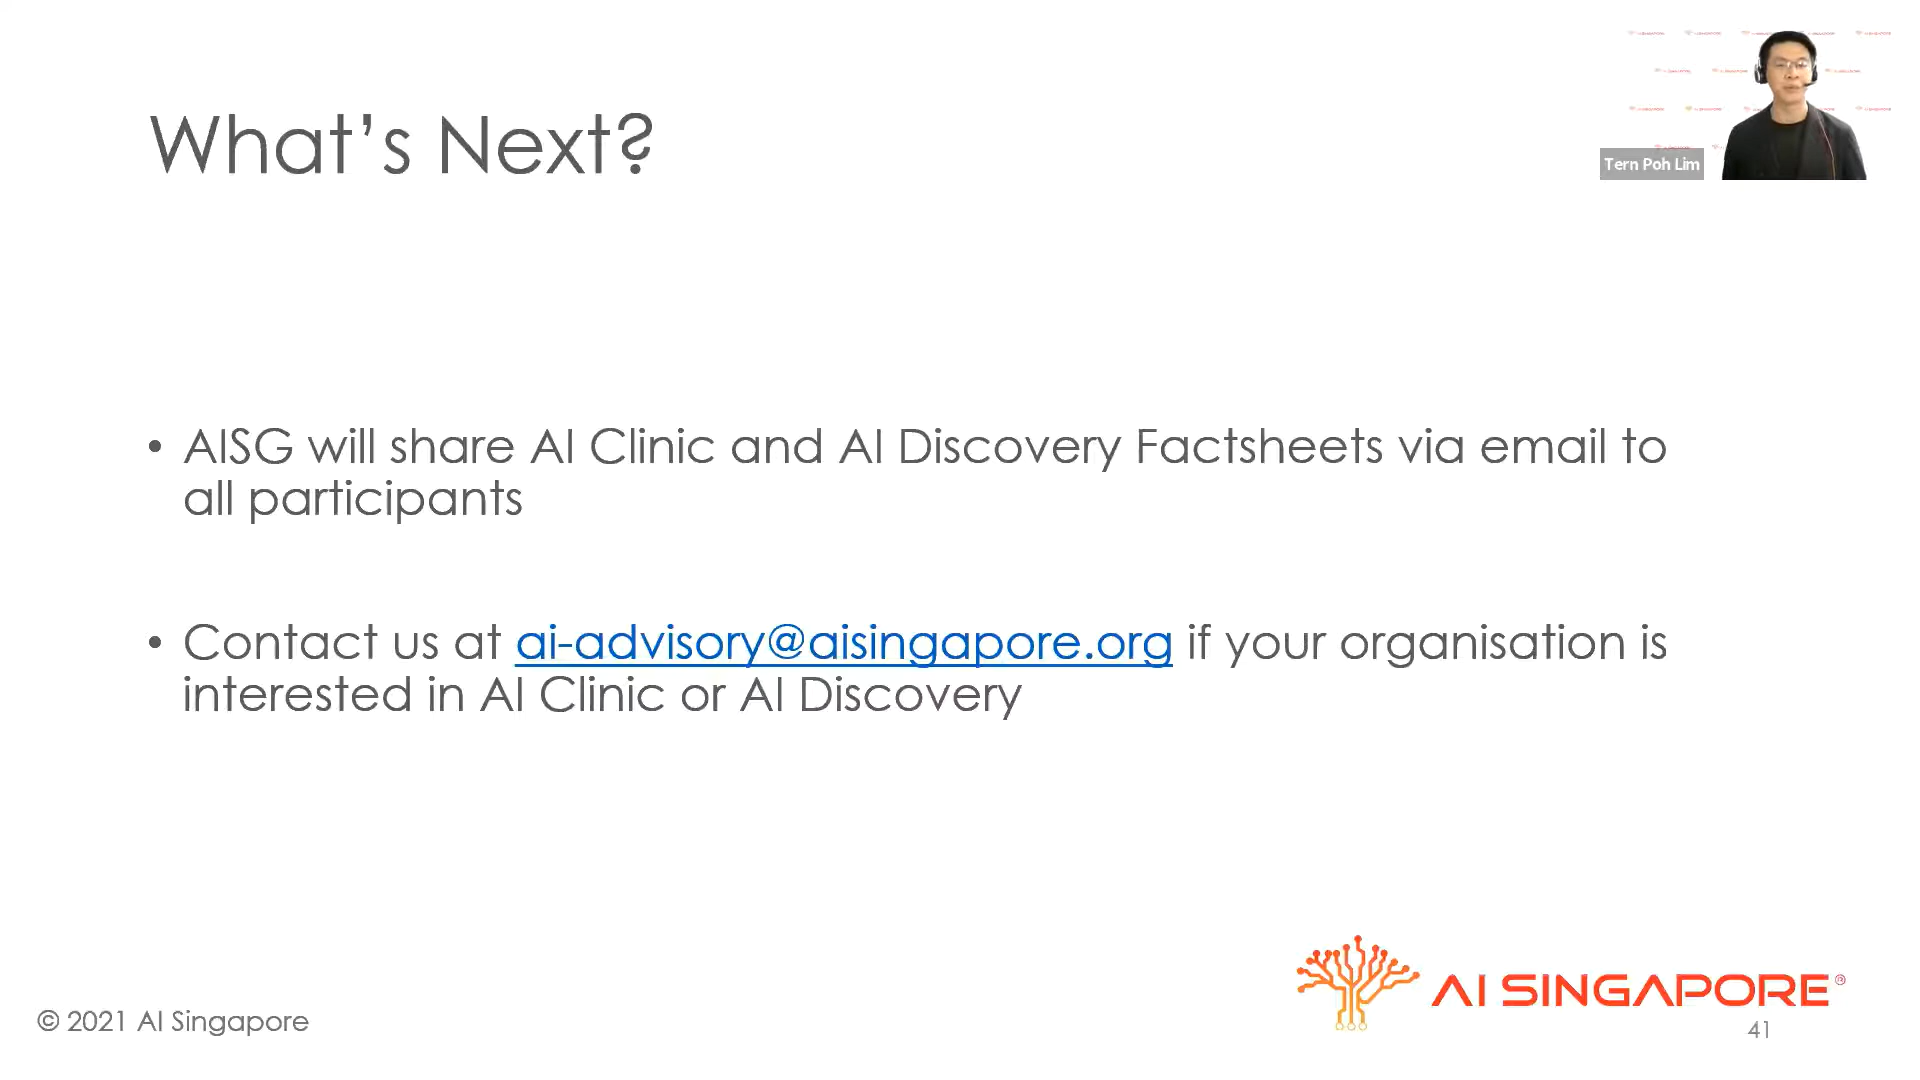 What's Next?
Tern Poh Lim
• AISG will share AI Clinic and AI Discovery Factsheets via email to
all participants
• Contact us at ai-advisory@aisingapore.org if your organisation is
interested in AI Clinic or AI Discovery
AI SINGAPORE®
© 2021 AI Singapore
41